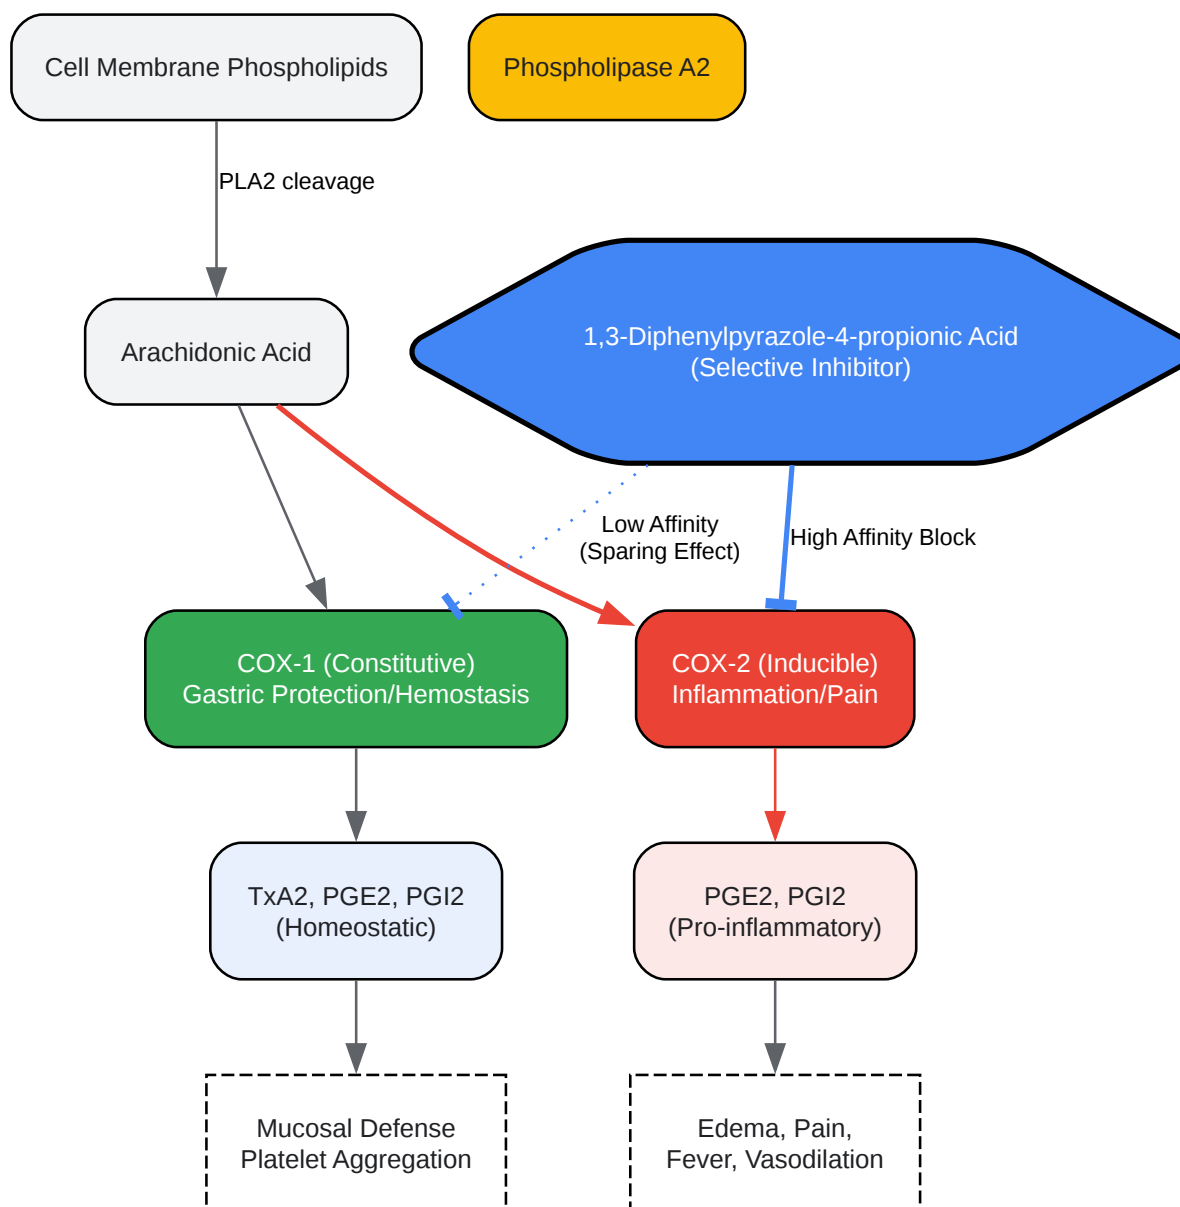 Cell Membrane Phospholipids
Phospholipase A2
PLA2 cleavage
Arachidonic Acid
1,3-Diphenylpyrazole-4-propionic Acid
(Selective Inhibitor)
Low Affinity
(Sparing Effect)
High Affinity Block
COX-1 (Constitutive)
Gastric Protection/Hemostasis
COX-2 (Inducible)
Inflammation/Pain
TxA2, PGE2, PGI2
(Homeostatic)
PGE2, PGI2
(Pro-inflammatory)
Mucosal Defense
Platelet Aggregation
Edema, Pain,
Fever, Vasodilation